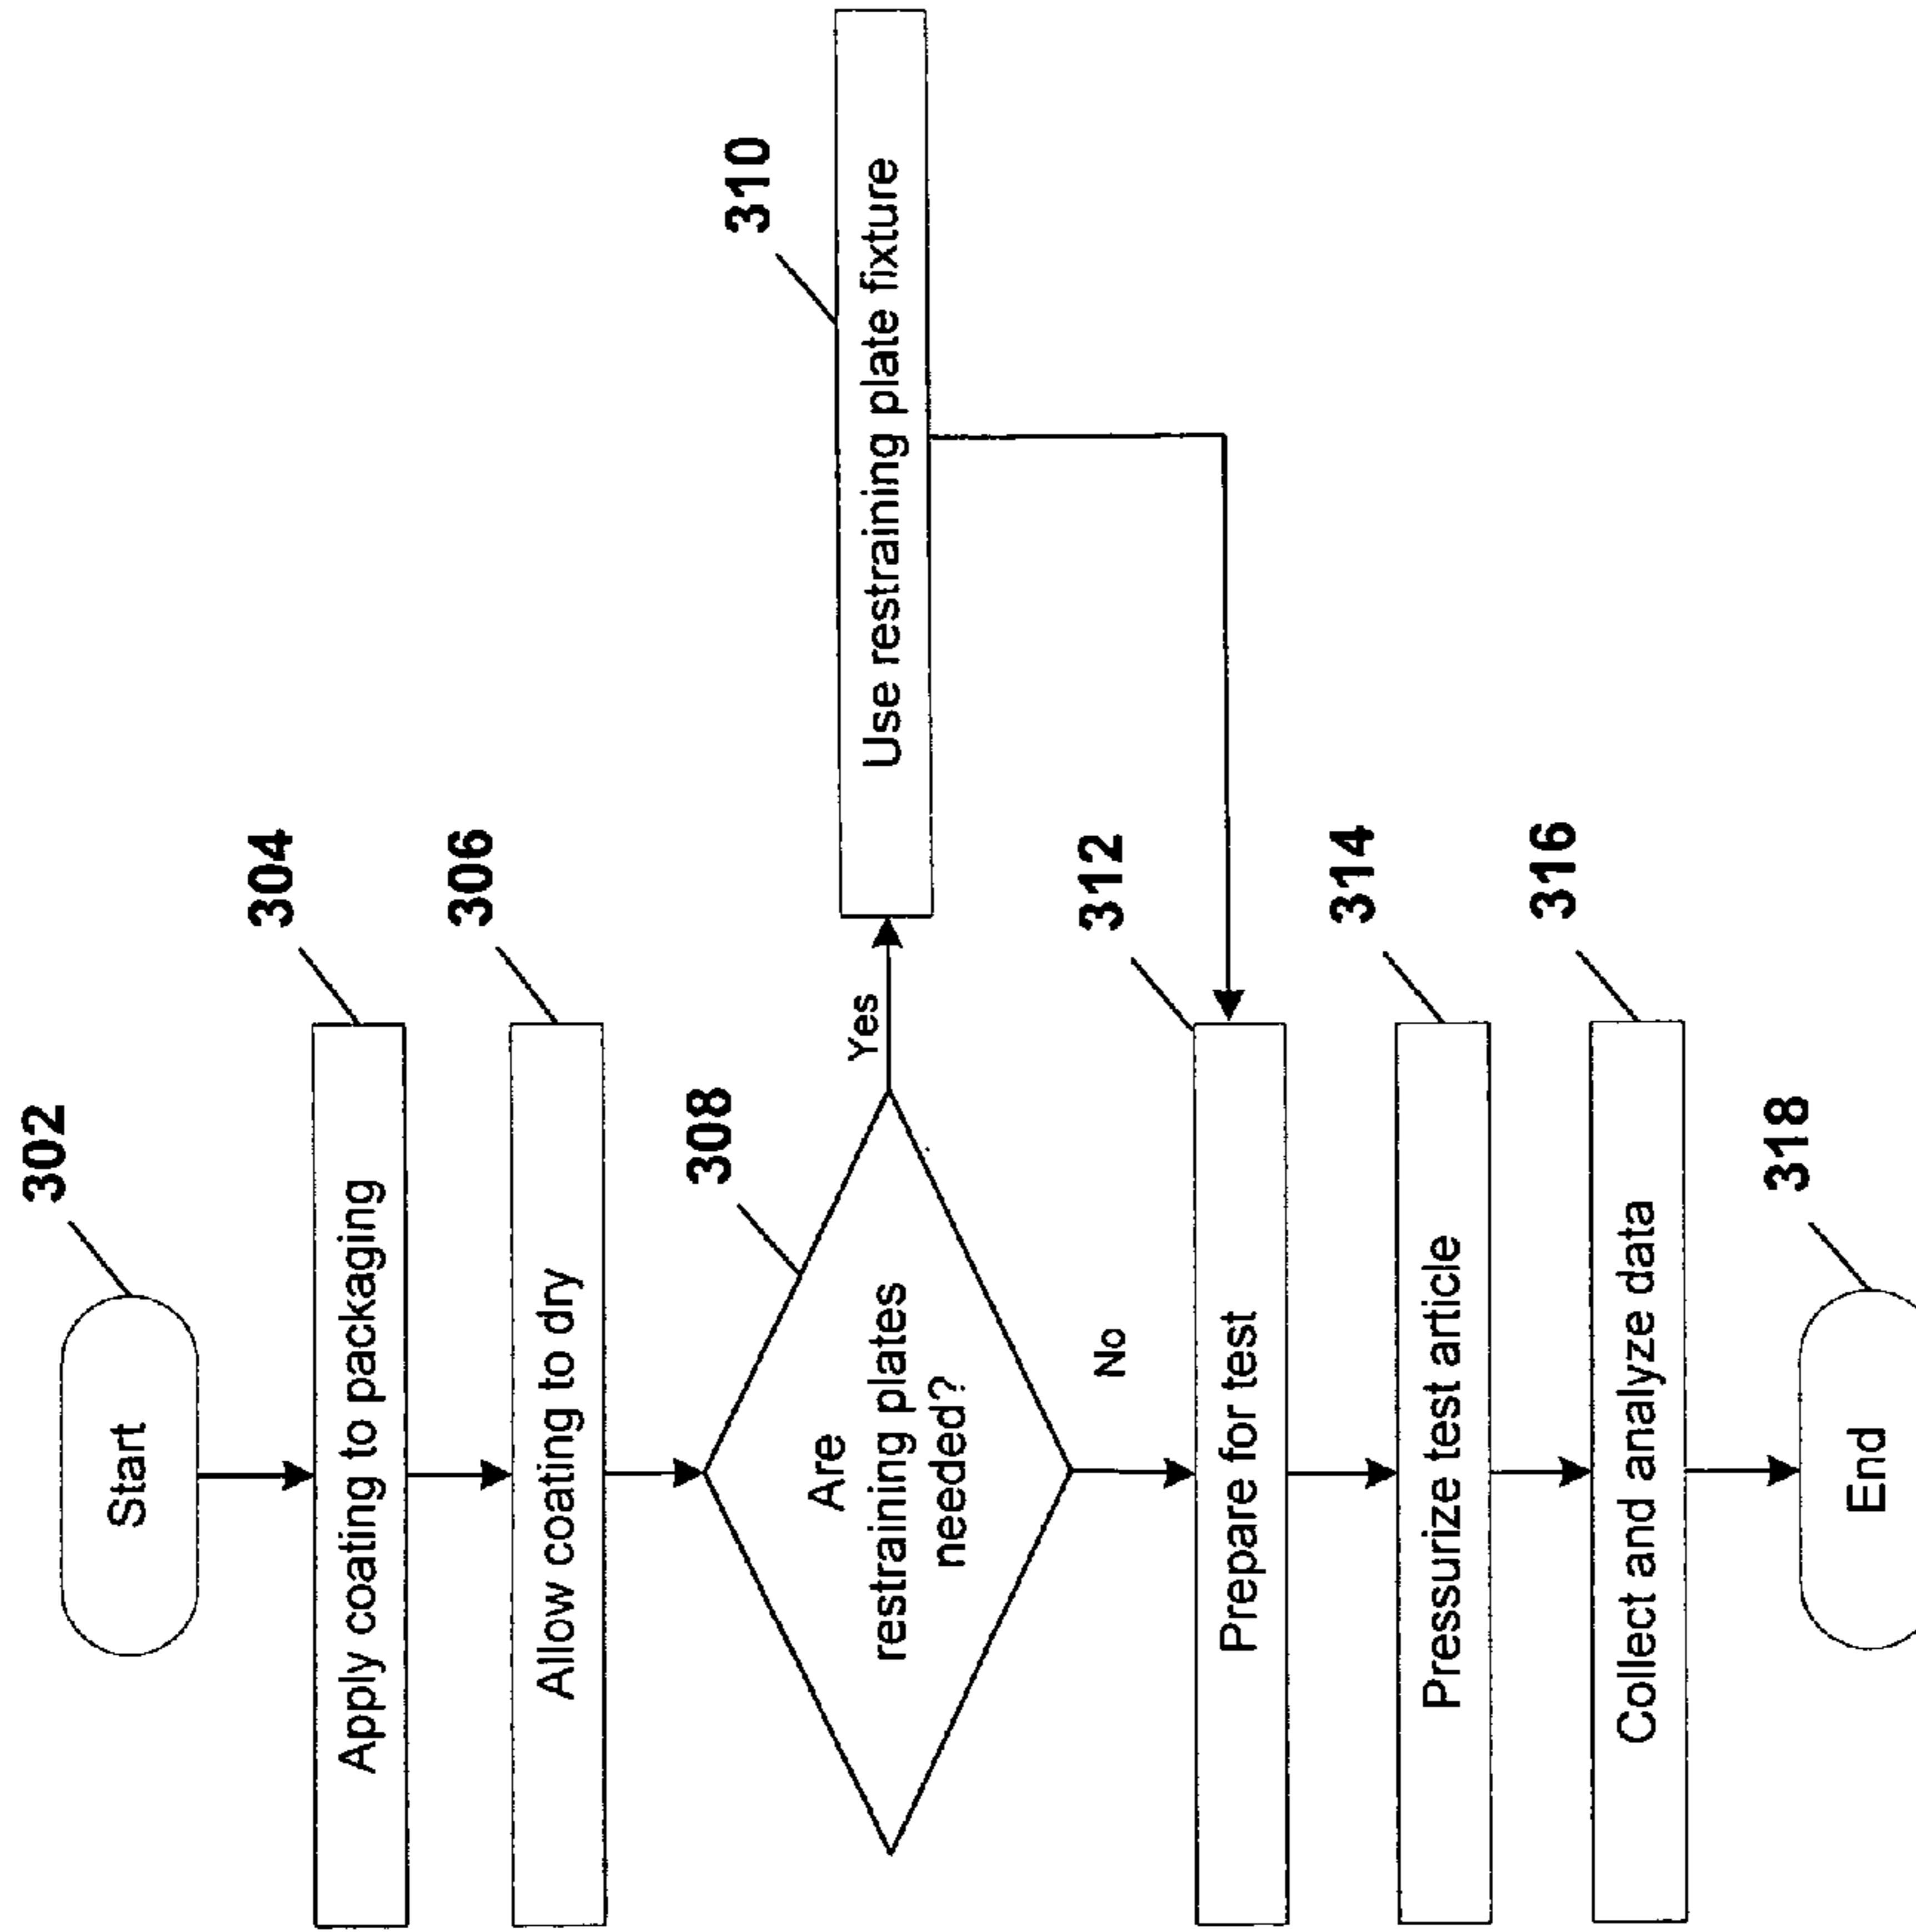 302
Start
304
Apply coating to packaging
306
Allow coating to dry
308
Are
restraining plates
needed?
Yes
310
Use restraining plate fixture
No
312
Prepare for test
314
Pressurize test article
316
Collect and analyze data
318
End